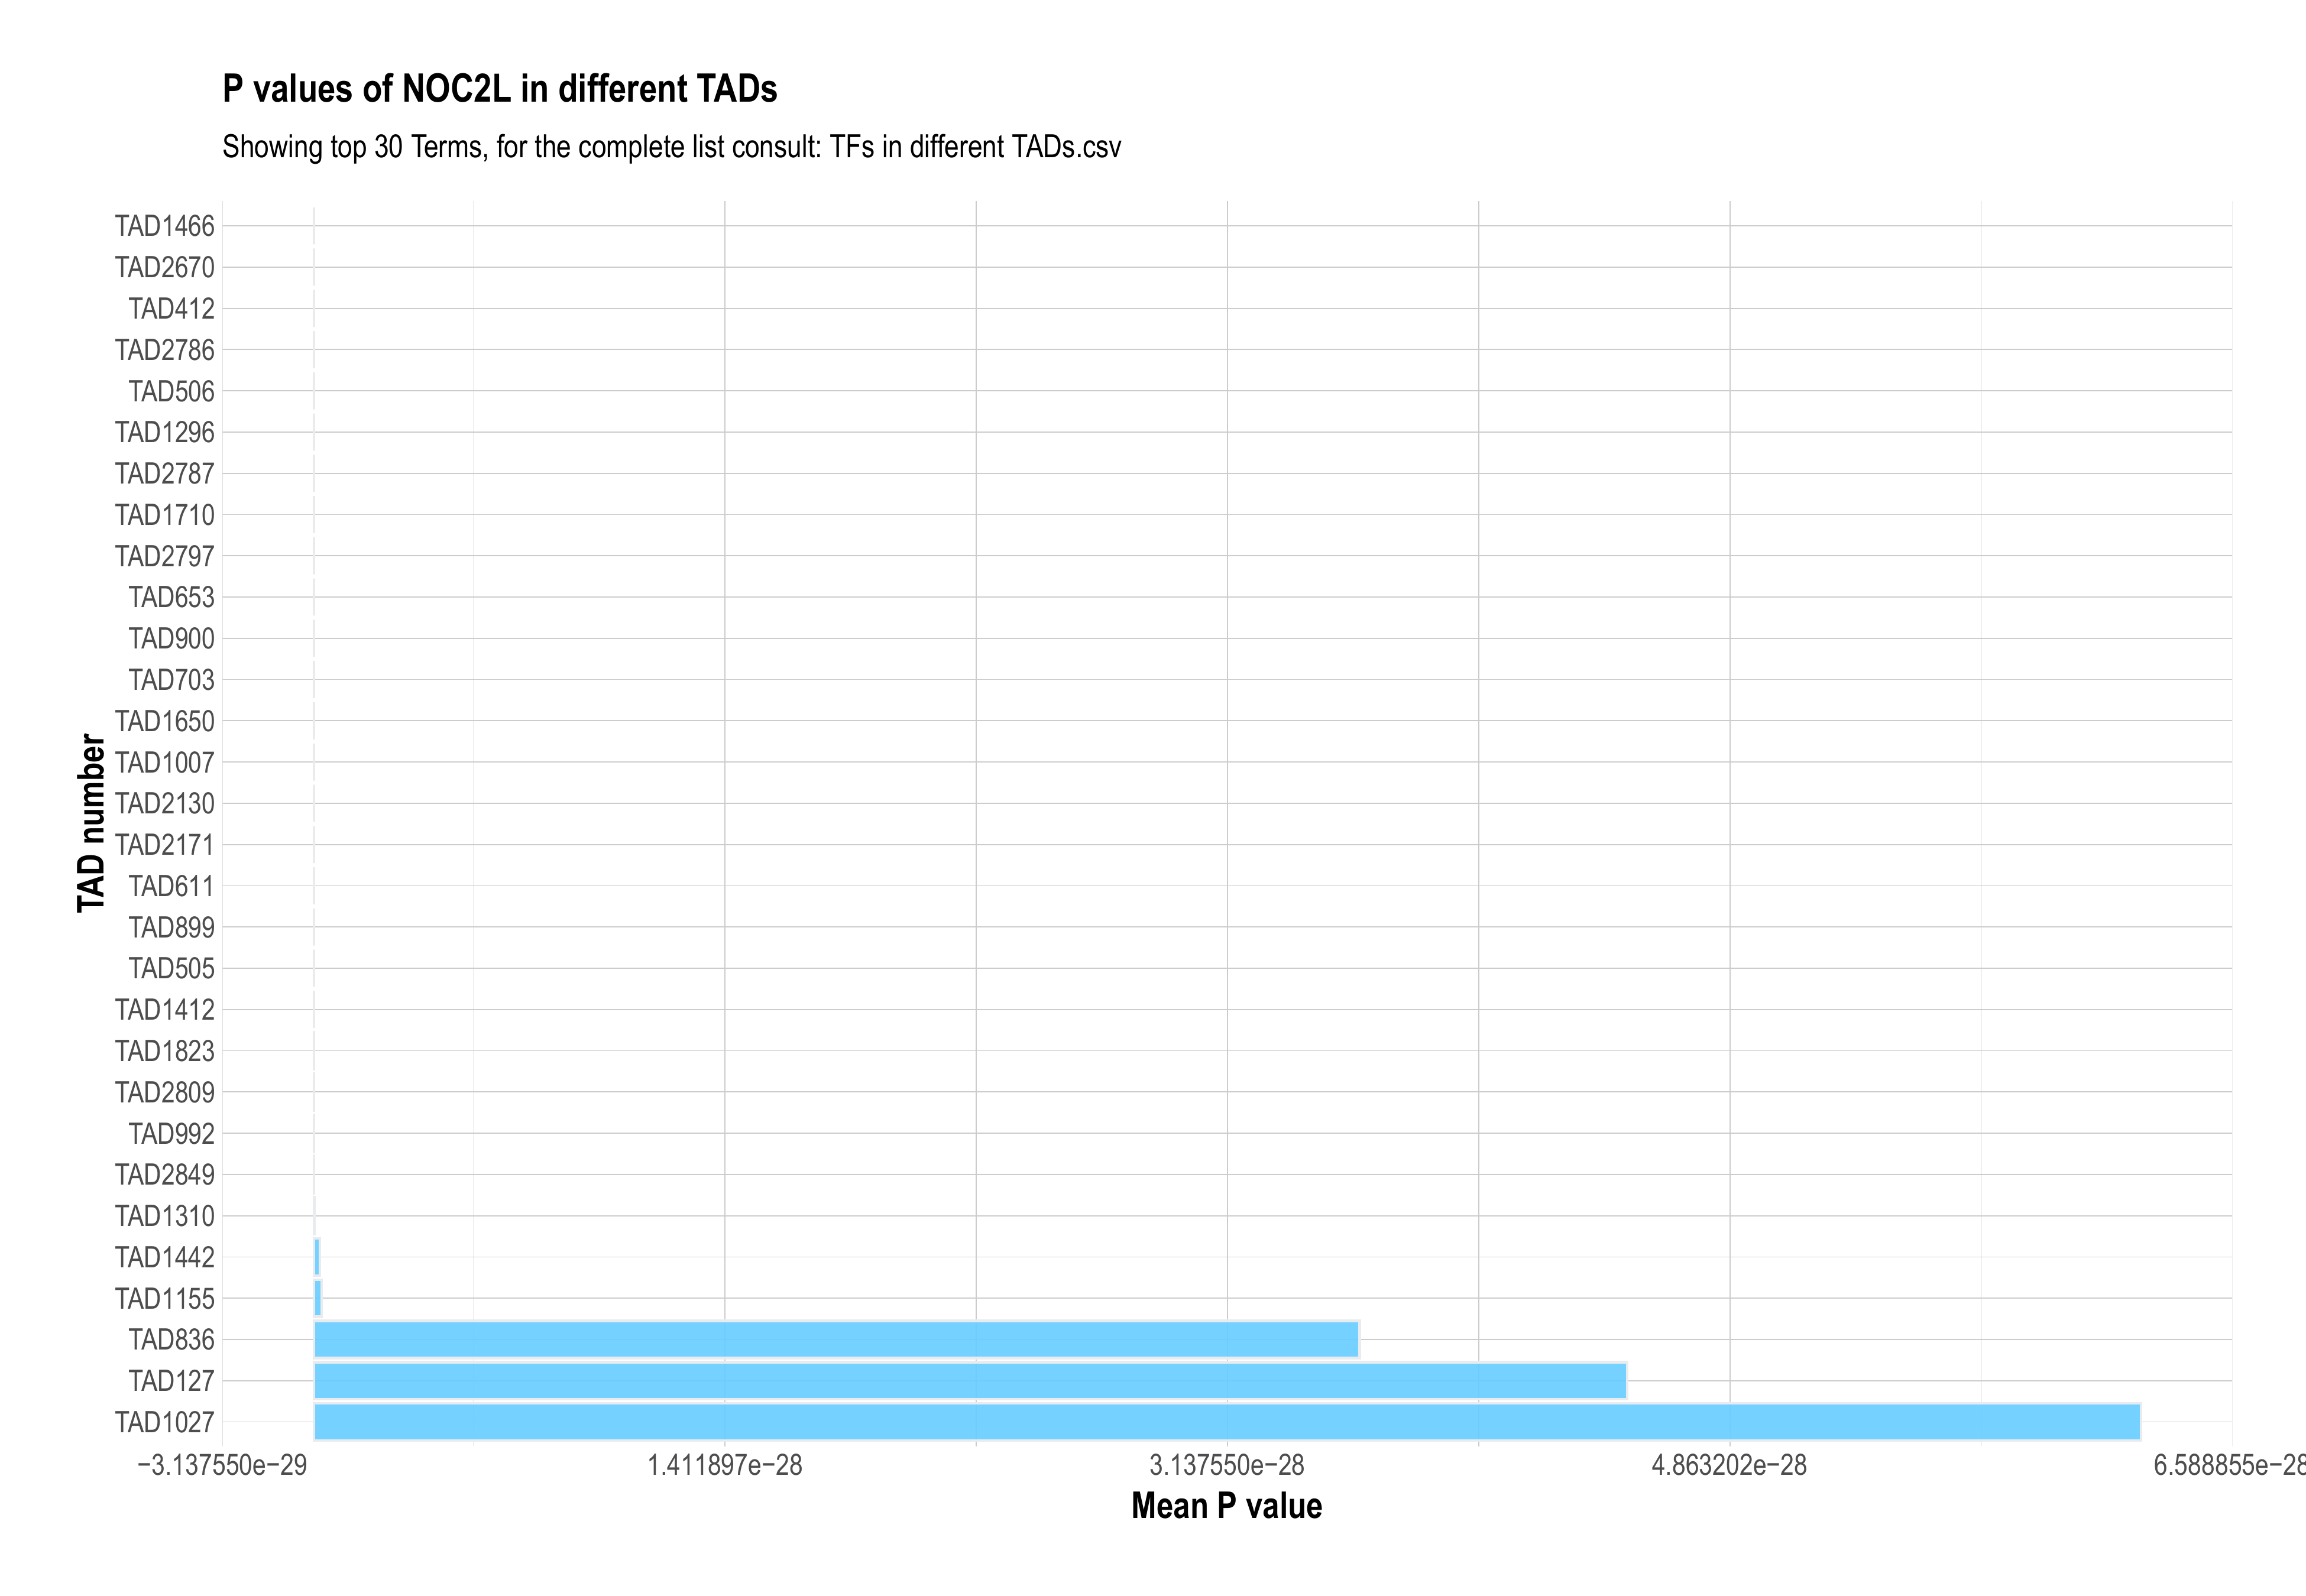 P values of NOC2L in different TADs
Showing top 30 Terms, for the complete list consult: TFs in different TADs.csv
TAD number
TAD1466
TAD2670
TAD412
TAD2786
TAD506
TAD1296
TAD2787
TAD1710
TAD2797
TAD653
TAD900
TAD703
TAD1650
TAD1007
TAD2130
TAD2171
TAD611
TAD899
TAD505
TAD1412
TAD1823
TAD2809
TAD992
TAD2849
TAD1310
TAD1442
TAD1155
TAD836
TAD127
TAD1027
−3.137550e−29 1.411897e−28 3.137550e−28 4.863202e−28 6.588855e−28
Mean P value